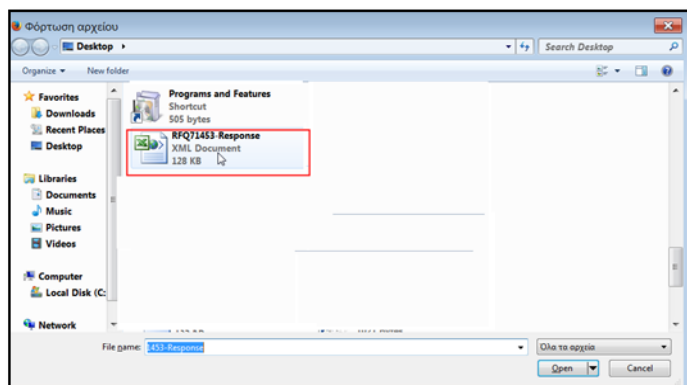 Φόρτωση αρχείου
Desktop
Search Desktop
Organize
New folder
Favorites
Downloads
Recent Places
Desktop
Libraries
Documents
Music
Pictures
Videos
Computer
Local Disk (C:
Network
Programs and Features
Shortcut
505 bytes
RFQ71453-Response
XML Document
128 KB
File name: 1453-Response
Όλα τα αρχεία
Open
Cancel